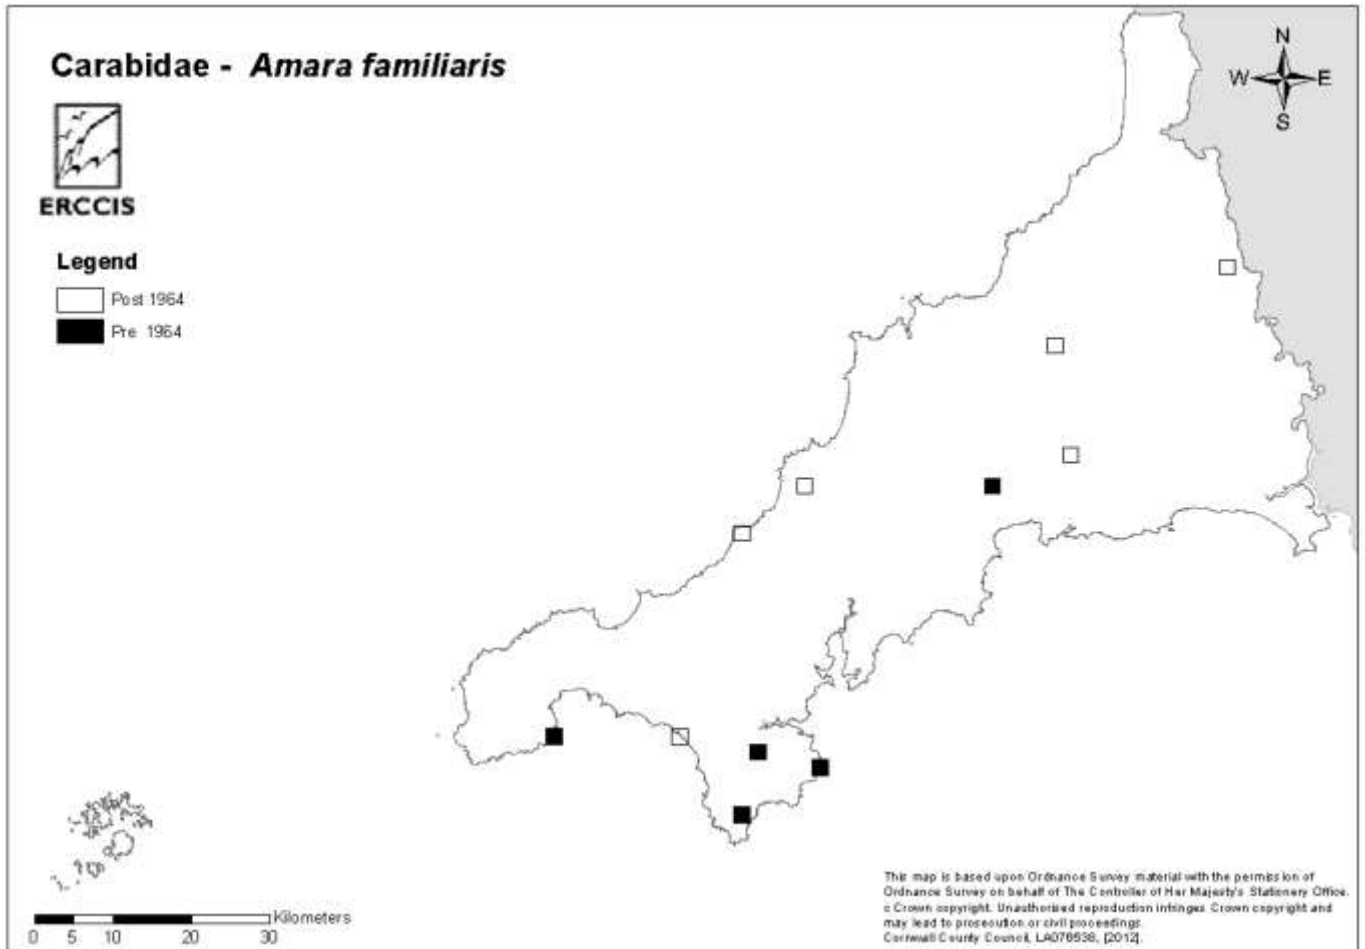 Carabidae - Amara familiaris
N
W E
S
ERCCIS
Legend
Post 1964
Pre 1964
Kilometers
0 5 10 20 30
This map is based upon Ordnance Survey material with the permission of
Ordnance Survey on behalf of The Controller of Her Majesty's Stationery Office.
c Crown copyright. Unauthorised reproduction infringes Crown copyright and
may lead to prosecution or civil proceedings.
Cornwall County Council, LA076538, [2012].